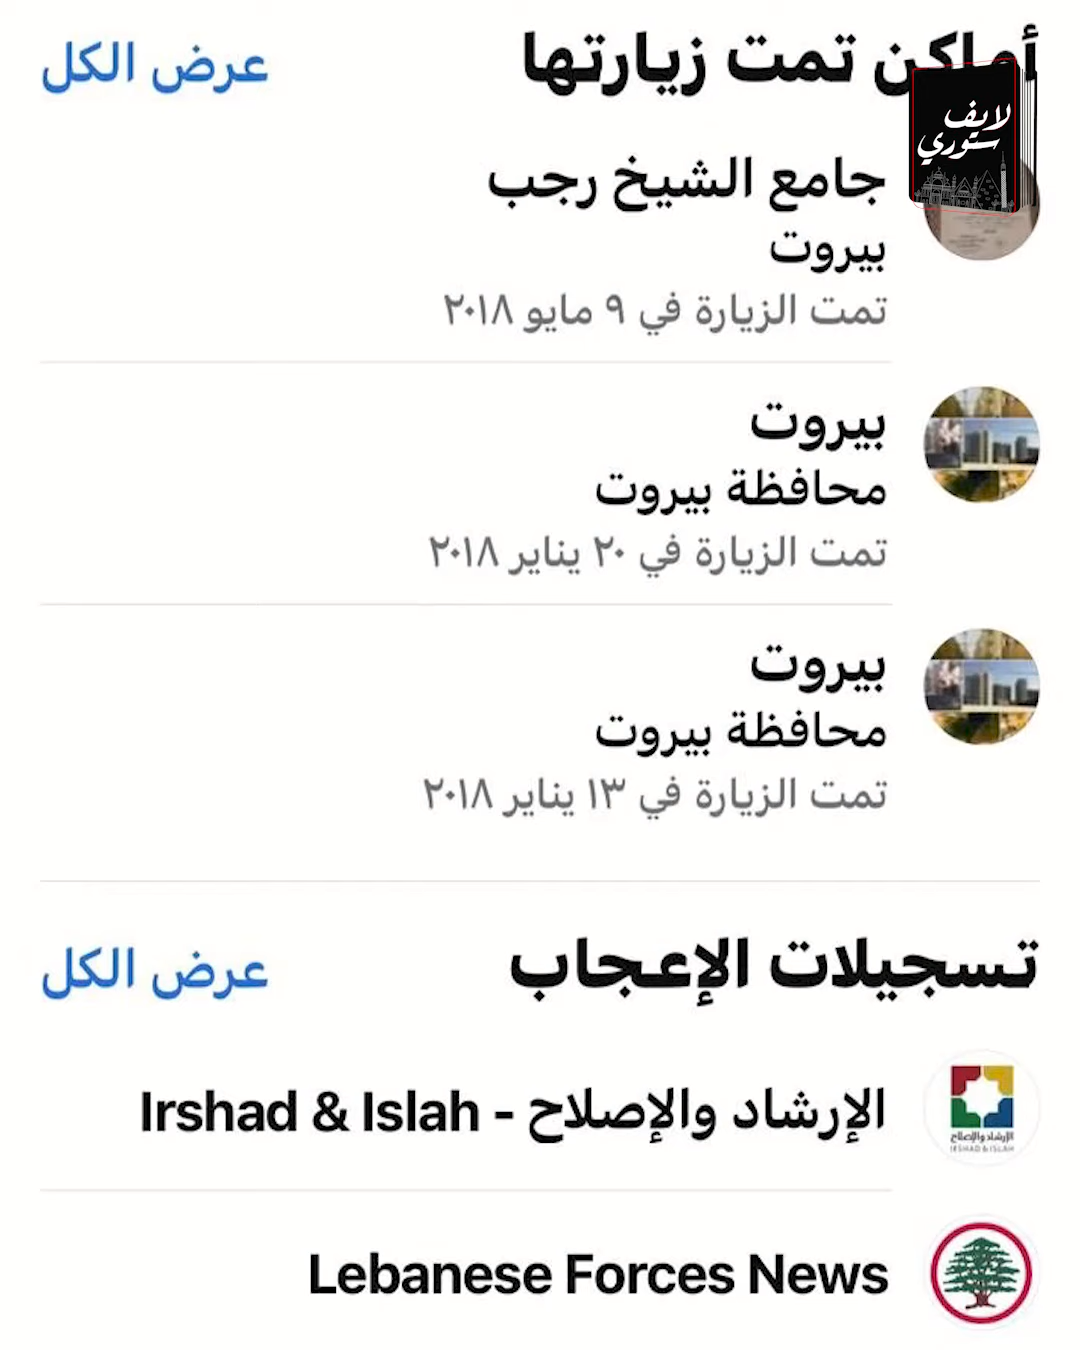 أماكن تمت زيارتها
عرض الكل
لايف
ستوري
جامع الشيخ رجب
بيروت
تمت الزيارة في ٩ مايو ٢٠١٨
بيروت
محافظة بيروت
تمت الزيارة في ٢٠ يناير ٢٠١٨
بيروت
محافظة بيروت
تمت الزيارة في ١٣ يناير ٢٠١٨
تسجيلات الإعجاب
عرض الكل
الإرشاد والإصلاح - Irshad & Islah
الإرشاد والإصلاح
IRSHAD & ISLAH
Lebanese Forces News